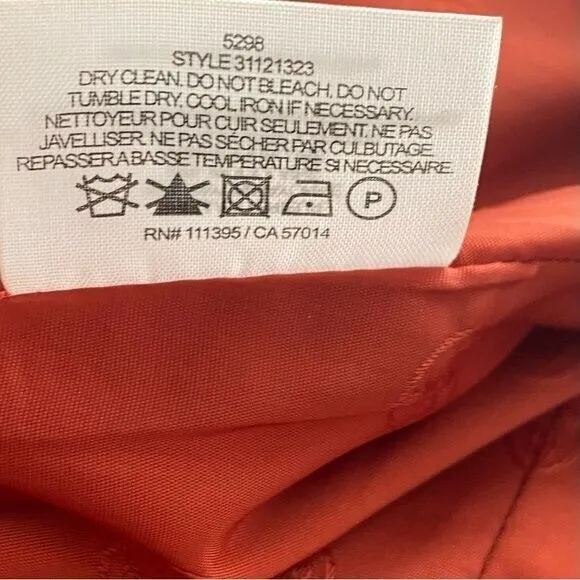 5298
STYLE 31121323
DRY CLEAN. DO NOT BLEACH. DO NOT
TUMBLE DRY. COOL IRON IF NECESSARY.
NETTOYEUR POUR CUIR SEULEMENT. NE PAS
JAVELLISER. NE PAS SÉCHER PAR CULBUTAGE.
REPASSER A BASSE TEMPERATURE SI NECESSAIRE.
P
RN# 111395 / CA 57014